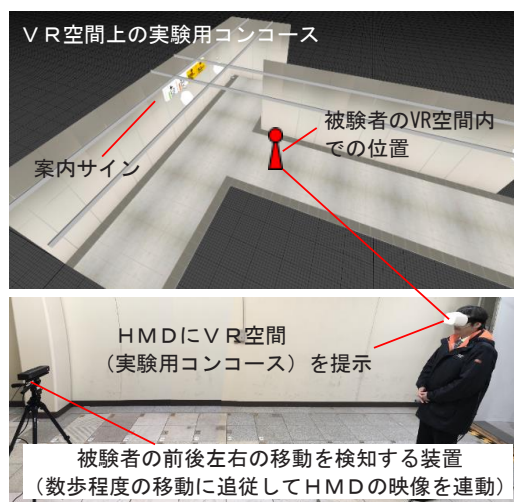 ＶＲ空間上の実験用コンコース
被験者のVR空間内
での位置
案内サイン
ＨＭＤにＶＲ空間
（実験用コンコース）を提示
被験者の前後左右の移動を検知する装置
（数歩程度の移動に追従してＨＭＤの映像を連動）